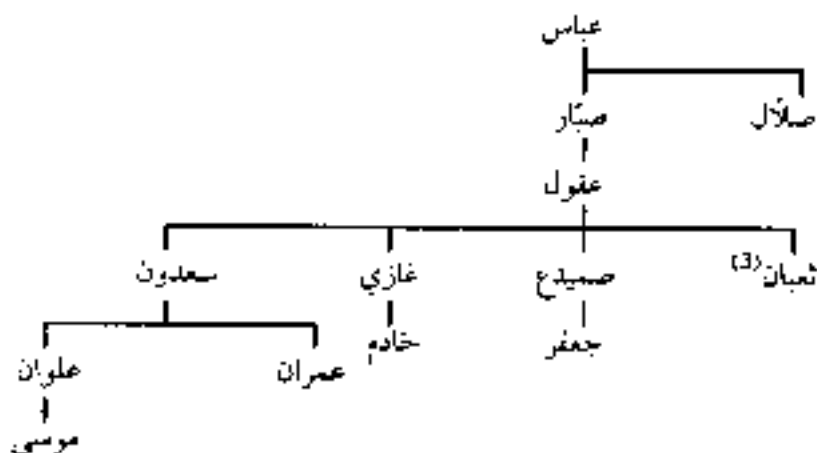 عباس
صلال صبّار
عقول
ثعبان(3) صميدع غازي سعدون
جعفر خادم عمران علوان
موسى